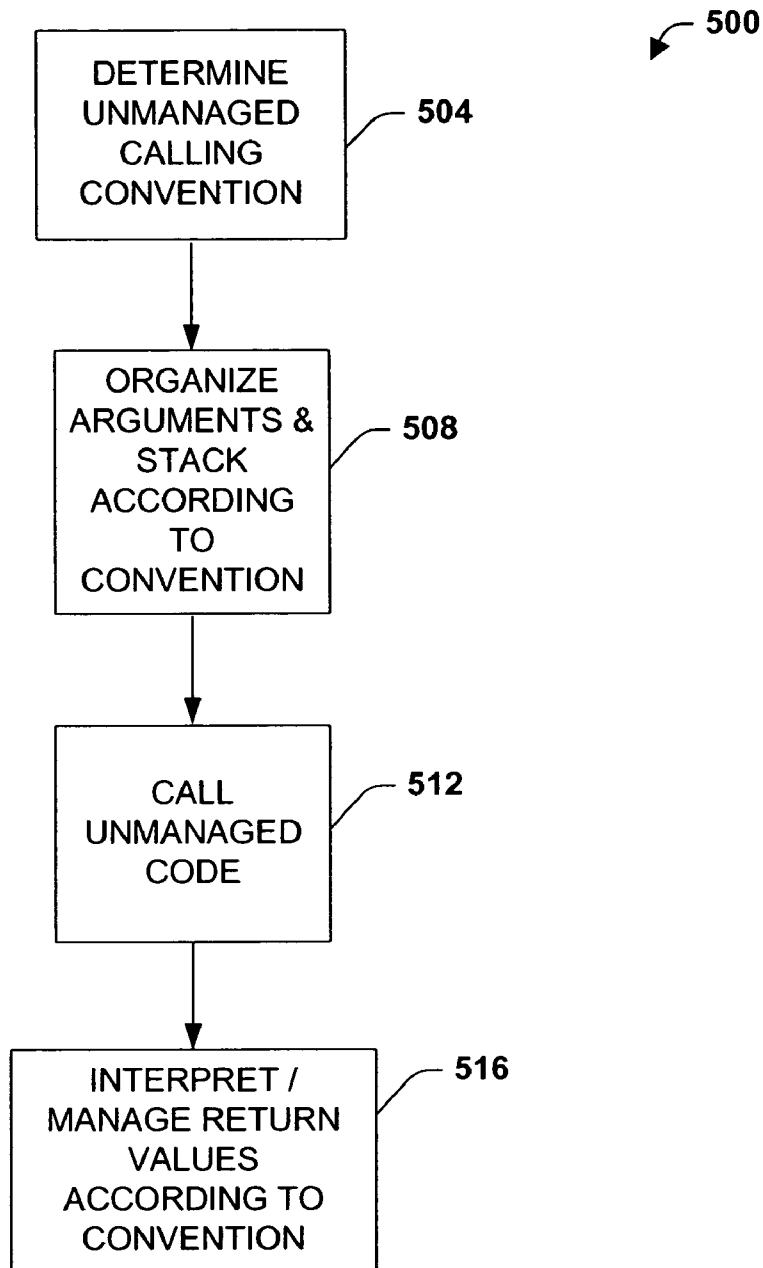 500
DETERMINE
UNMANAGED
CALLING
CONVENTION
504
ORGANIZE
ARGUMENTS &
STACK
ACCORDING
TO
CONVENTION
508
CALL
UNMANAGED
CODE
512
INTERPRET /
MANAGE RETURN
VALUES
ACCORDING TO
CONVENTION
516